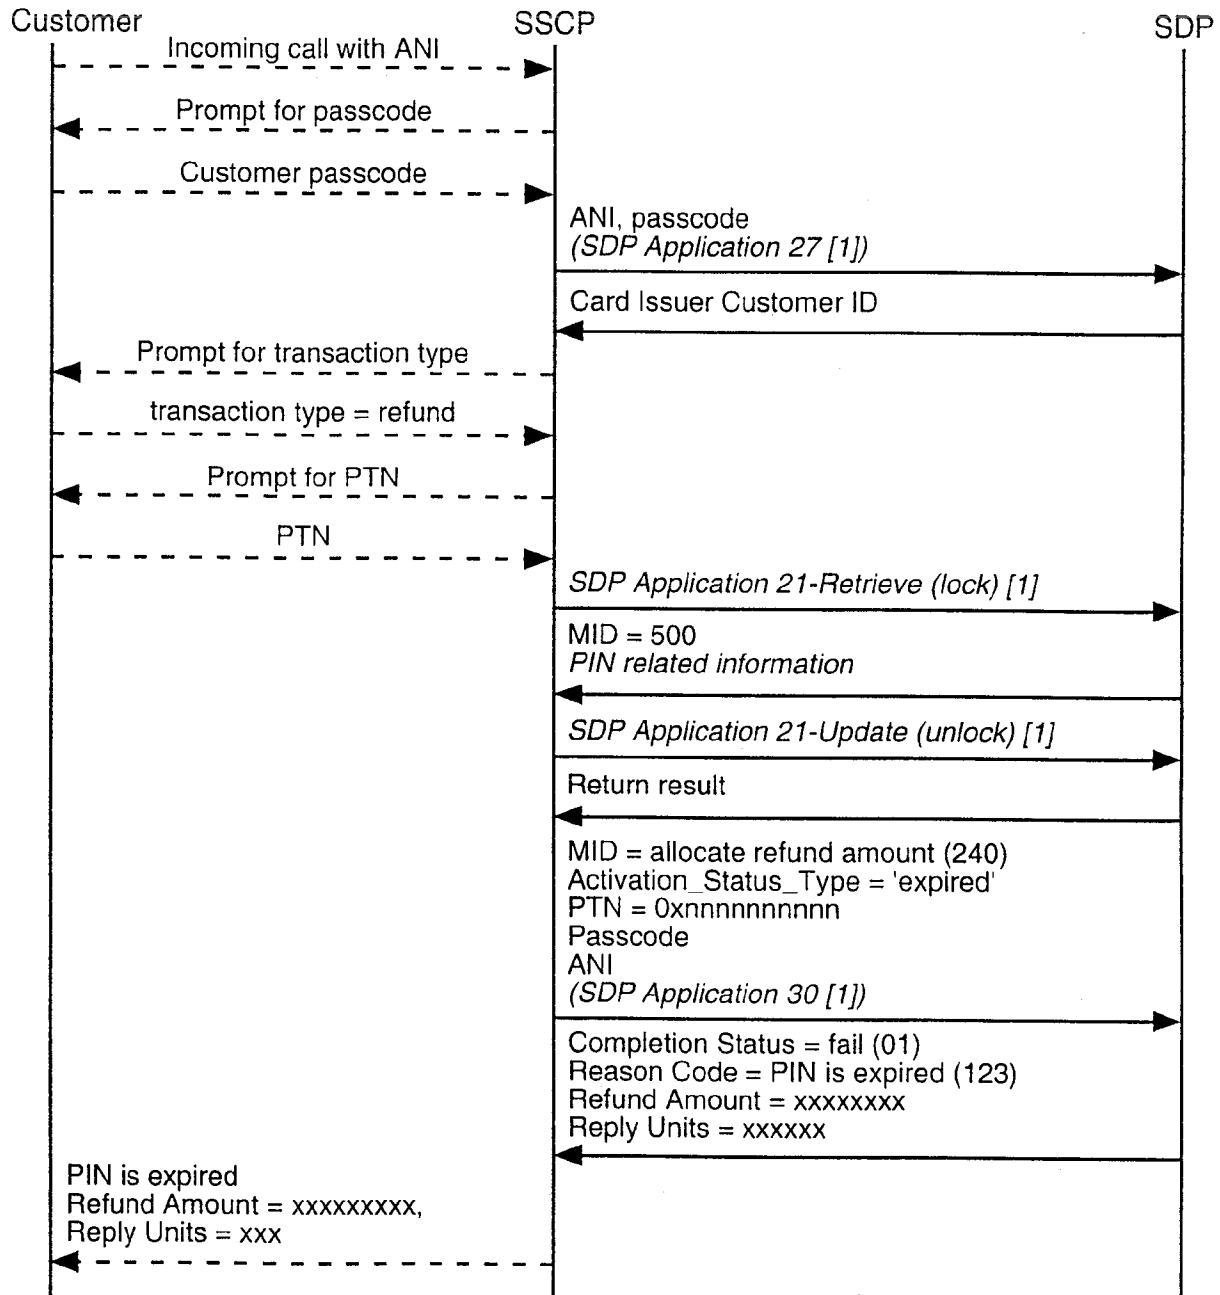 Customer SSCP SDP
Incoming call with ANI
Prompt for passcode
Customer passcode
ANI, passcode
(SDP Application 27 [1])
Card Issuer Customer ID
Prompt for transaction type
transaction type = refund
Prompt for PTN
PTN
SDP Application 21-Retrieve (lock) [1]
MID = 500
PIN related information
SDP Application 21-Update (unlock) [1]
Return result
MID = allocate refund amount (240)
Activation_Status_Type = 'expired'
PTN = 0xnnnnnnnnnnn
Passcode
ANI
(SDP Application 30 [1])
Completion Status = fail (01)
Reason Code = PIN is expired (123)
Refund Amount = xxxxxxxx
Reply Units = xxxxxx
PIN is expired
Refund Amount = xxxxxxxxx,
Reply Units = xxx